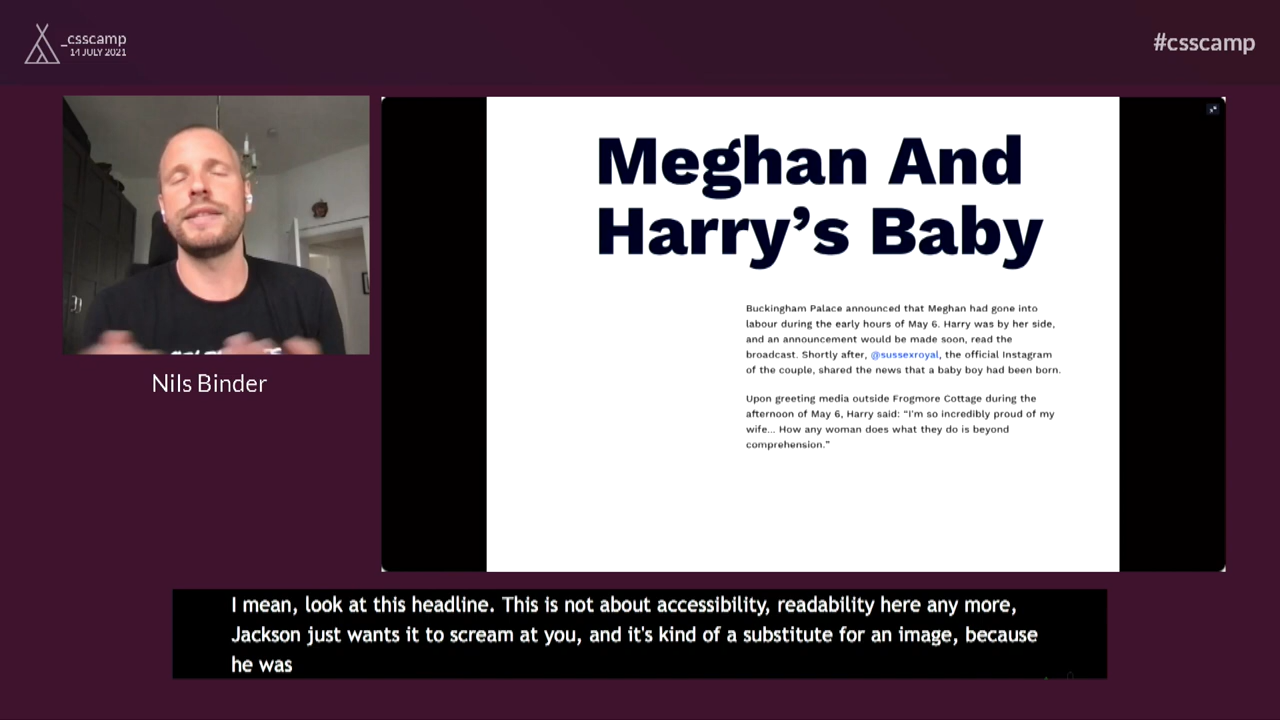 _csscamp
14 JULY 2021
#csscamp
Meghan And
Harry’s Baby
Buckingham Palace announced that Meghan had gone into
labour during the early hours of May 6. Harry was by her side,
and an announcement would be made soon, read the
broadcast. Shortly after, @sussexroyal, the official Instagram
of the couple, shared the news that a baby boy had been born.
Upon greeting media outside Frogmore Cottage during the
afternoon of May 6, Harry said: “I'm so incredibly proud of my
wife... How any woman does what they do is beyond
comprehension.”
Nils Binder
I mean, look at this headline. This is not about accessibility, readability here any more,
Jackson just wants it to scream at you, and it's kind of a substitute for an image, because
he was